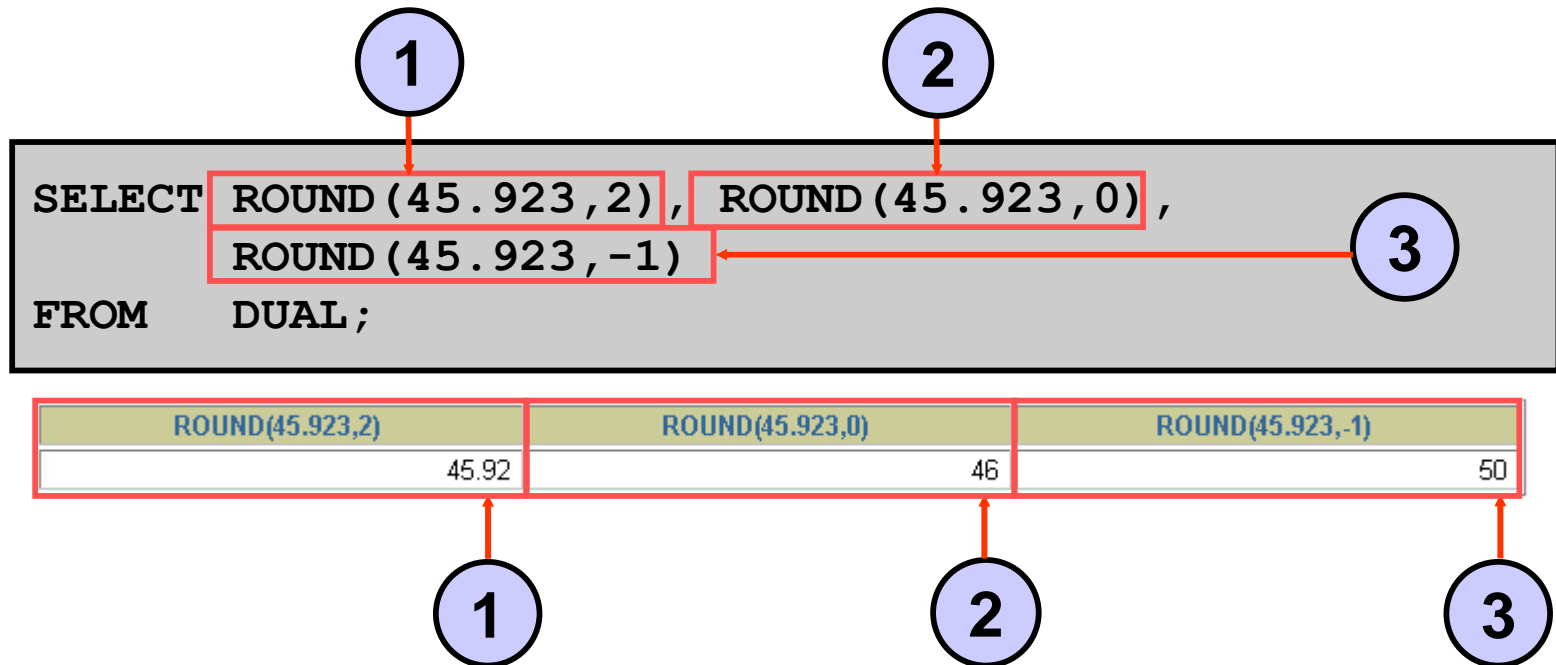 1 2
SELECT ROUND(45.923,2), ROUND(45.923,0),
ROUND(45.923,-1) 3
FROM DUAL;
ROUND(45.923,2) ROUND(45.923,0) ROUND(45.923,-1)
45.92 46 50
1 2 3